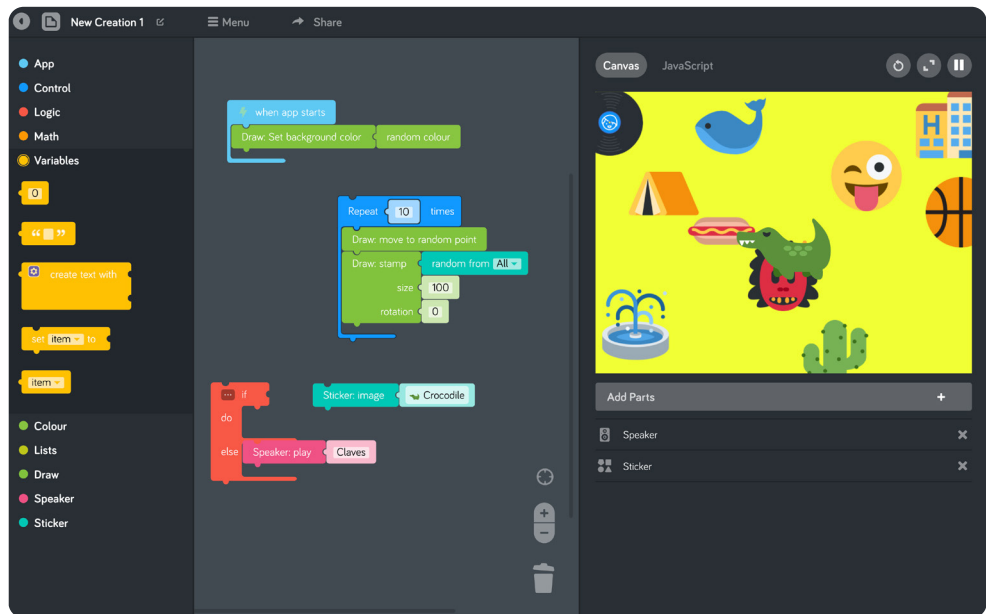 New Creation 1
Menu
Share
App
Control
Logic
Math
Variables
0
“ ”
create text with
set item to
item
Colour
Lists
Draw
Speaker
Sticker
when app starts
Draw: Set background color random colour
Repeat 10 times
Draw: move to random point
Draw: stamp random from All
size 100
rotation 0
if
Sticker: image Crocodile
do
else Speaker: play Claves
Canvas JavaScript
H
Add Parts +
Speaker
Sticker